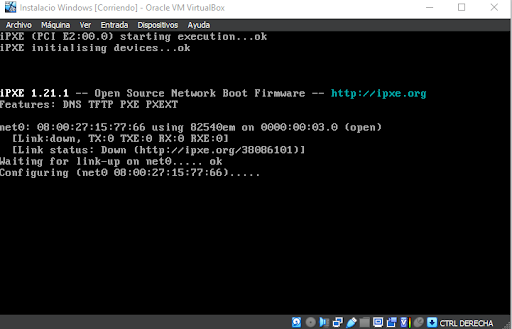 Instalacio Windows [Corriendo] - Oracle VM VirtualBox
Archivo Máquina Ver Entrada Dispositivos Ayuda
iPXE (PCI E2:00.0) starting execution...ok
iPXE initialising devices...ok
iPXE 1.21.1 -- Open Source Network Boot Firmware -- http://ipxe.org
Features: DNS TFTP PXE PXEXT
net0: 08:00:27:15:77:66 using 82540em on 0000:00:03.0 (open)
[Link:down, TX:0 TXE:0 RX:0 RXE:0]
[Link status: Down (http://ipxe.org/38086101)]
Waiting for link-up on net0..... ok
Configuring (net0 08:00:27:15:77:66).....
CTRL DERECHA